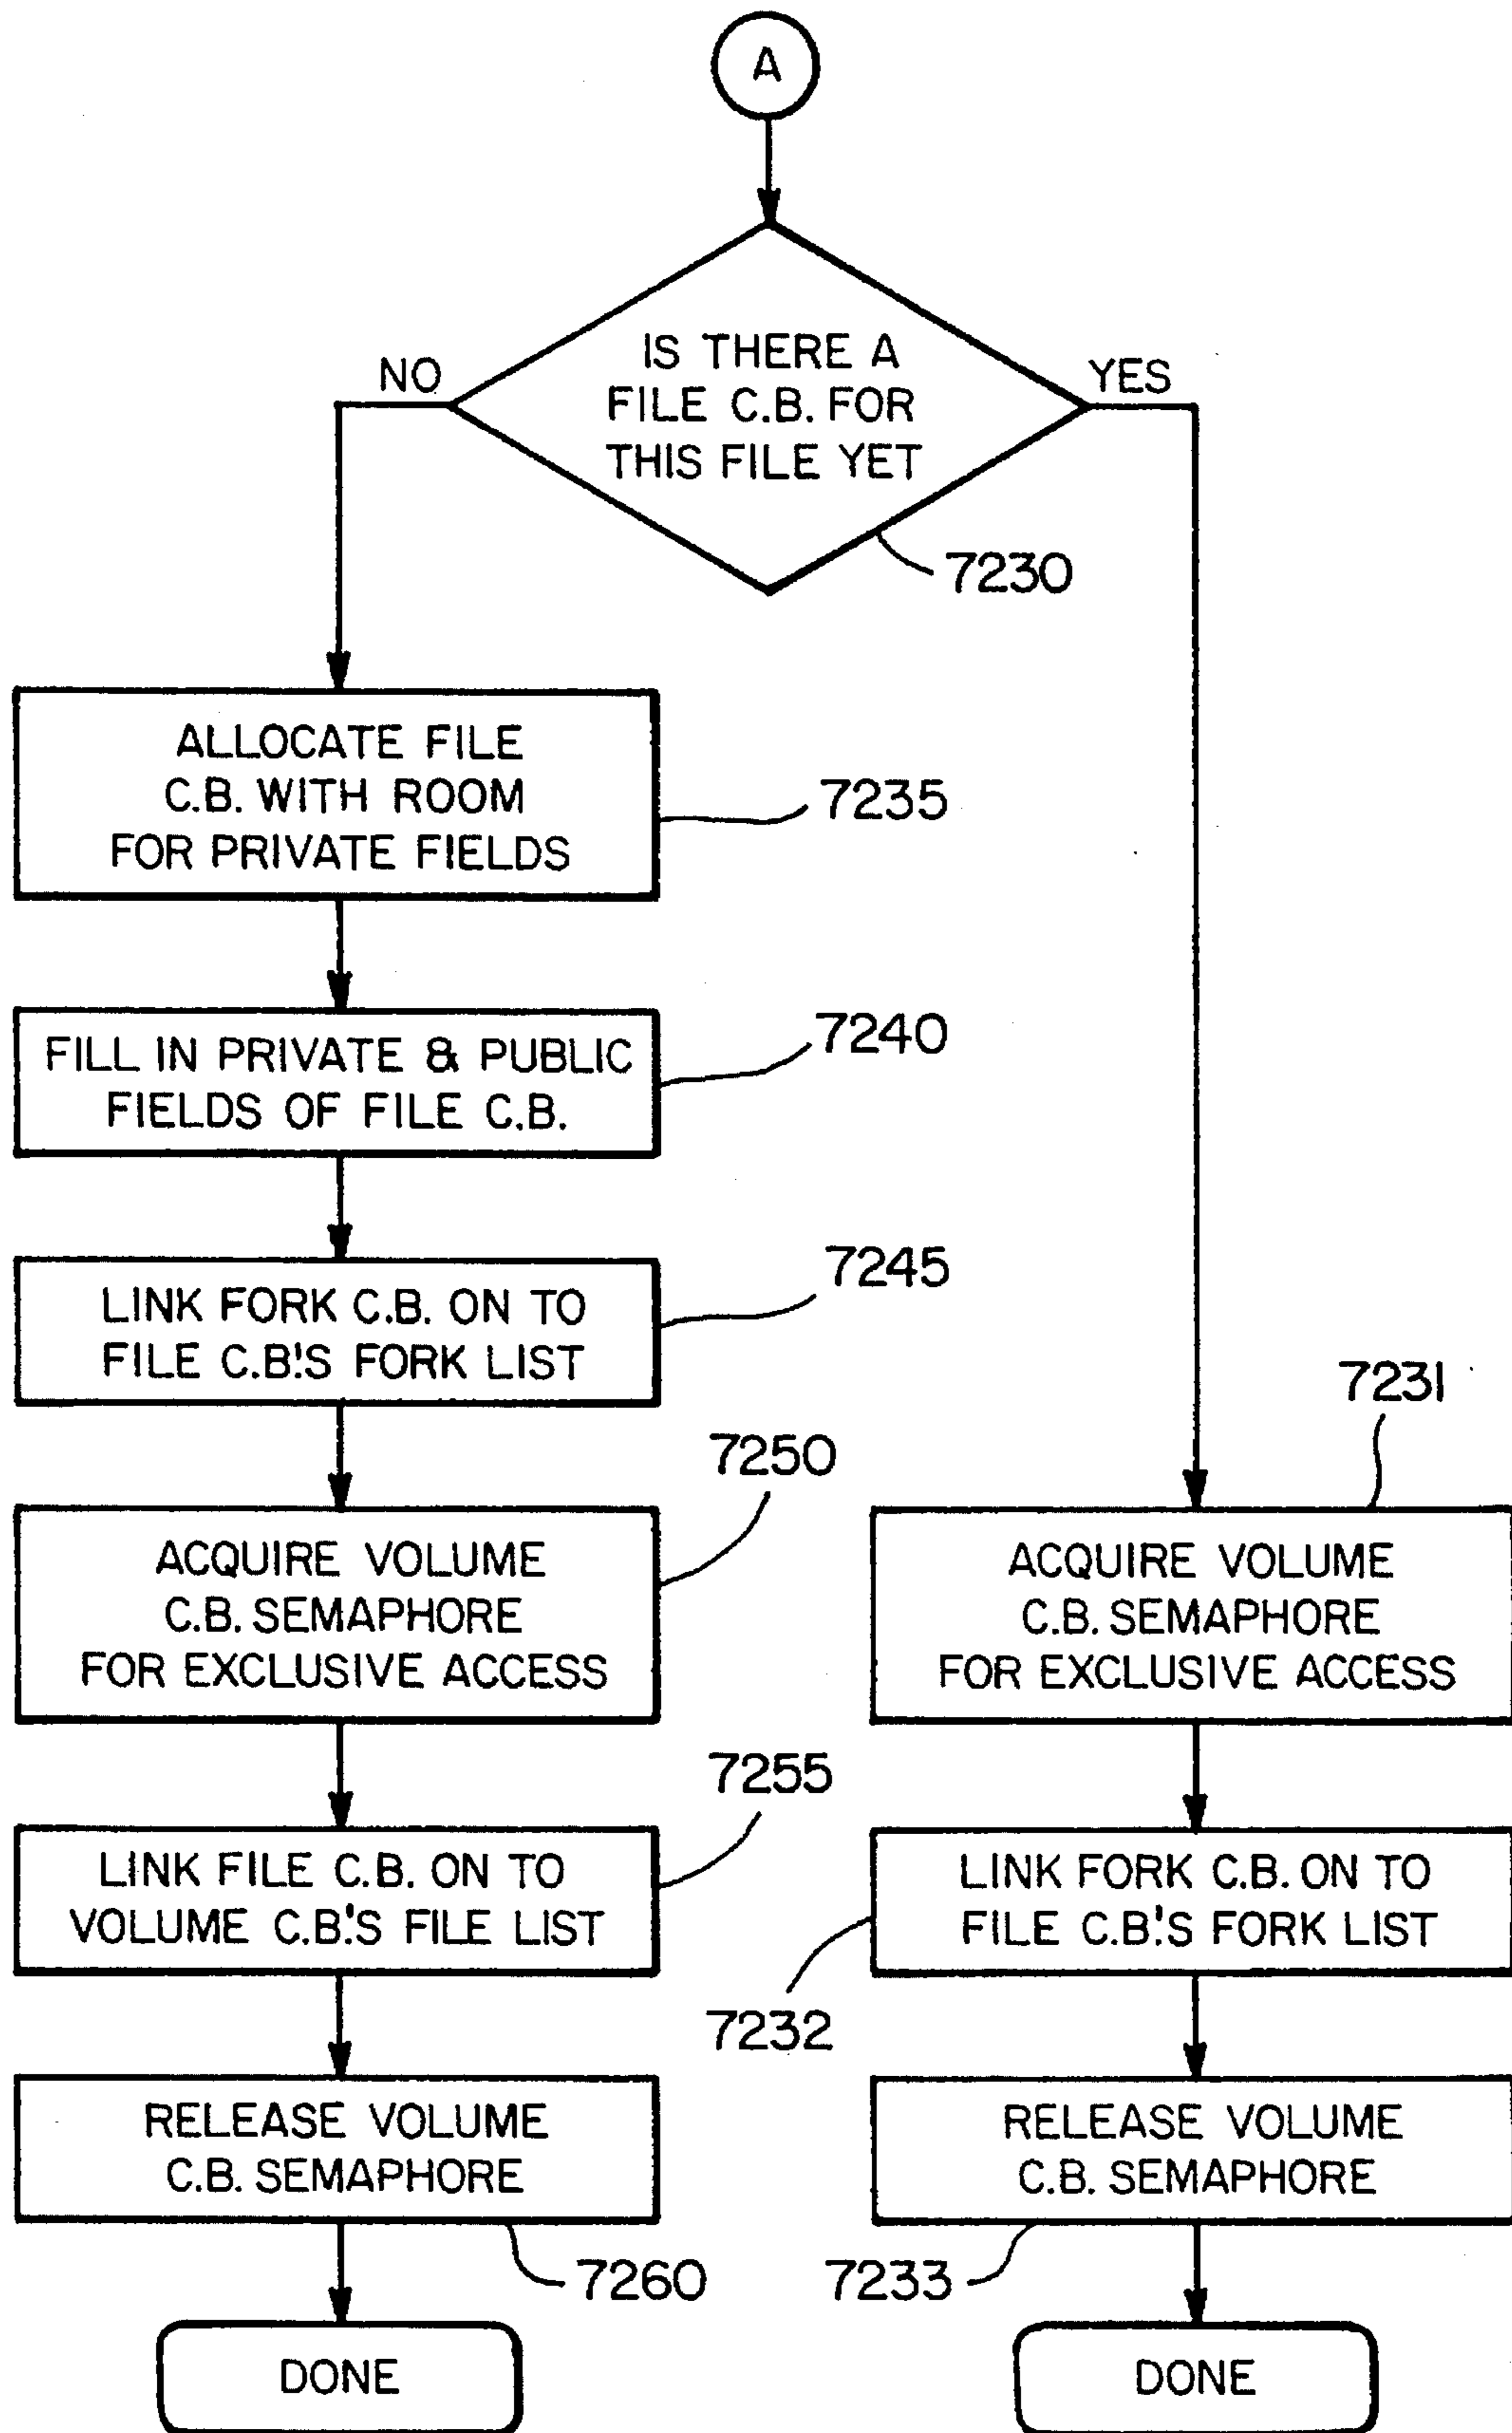 A
IS THERE A
FILE C.B. FOR
THIS FILE YET
NO
YES
7230
ALLOCATE FILE
C.B. WITH ROOM
FOR PRIVATE FIELDS
7235
FILL IN PRIVATE & PUBLIC
FIELDS OF FILE C.B.
7240
LINK FORK C.B. ON TO
FILE C.B.'S FORK LIST
7245
ACQUIRE VOLUME
C.B. SEMAPHORE
FOR EXCLUSIVE ACCESS
7250
LINK FILE C.B. ON TO
VOLUME C.B.'S FILE LIST
7255
RELEASE VOLUME
C.B. SEMAPHORE
7260
DONE
7231
ACQUIRE VOLUME
C.B. SEMAPHORE
FOR EXCLUSIVE ACCESS
LINK FORK C.B. ON TO
FILE C.B.'S FORK LIST
7232
RELEASE VOLUME
C.B. SEMAPHORE
7233
DONE